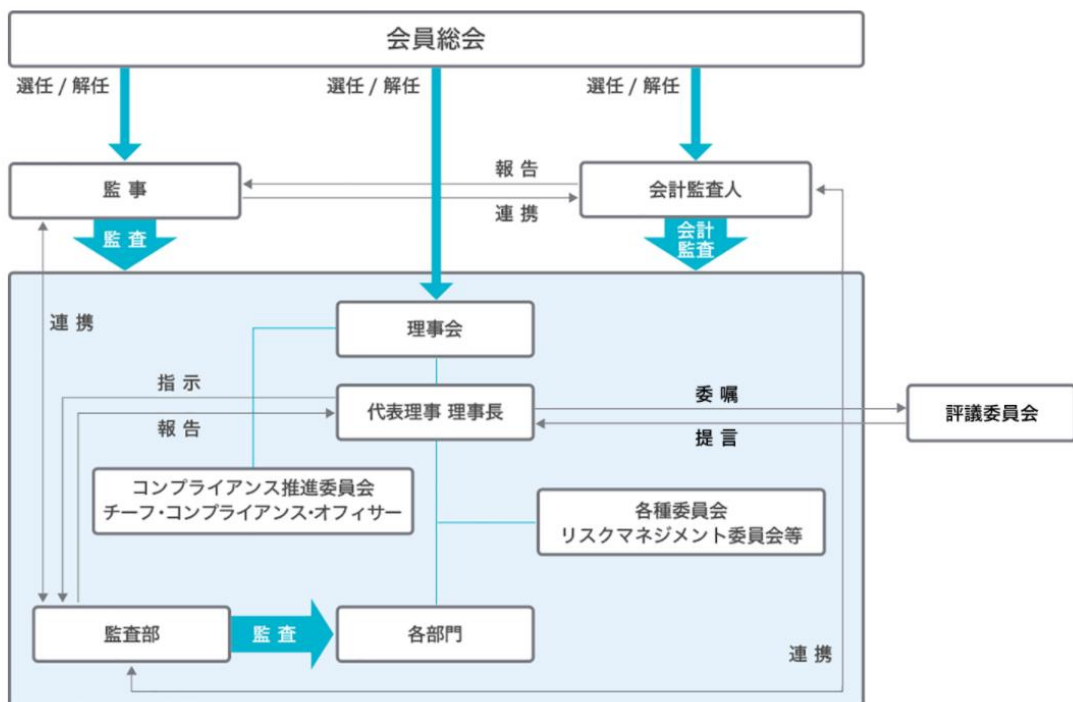 会員総会
選任 / 解任
選任 / 解任
選任 / 解任
監 事
報 告
連 携
会計監査人
監 査
会計
監査
連 携
理事会
指 示
報 告
代表理事 理事長
委 嘱
提 言
評議委員会
コンプライアンス推進委員会
チーフ・コンプライアンス・オフィサー
各種委員会
リスクマネジメント委員会等
監査部
監 査
各部門
連 携